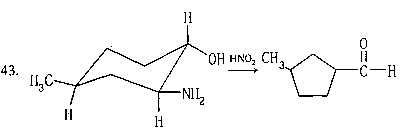 H
O
OH HNO₂ CH₃
43. H₃C C—H
NH₂
H
H